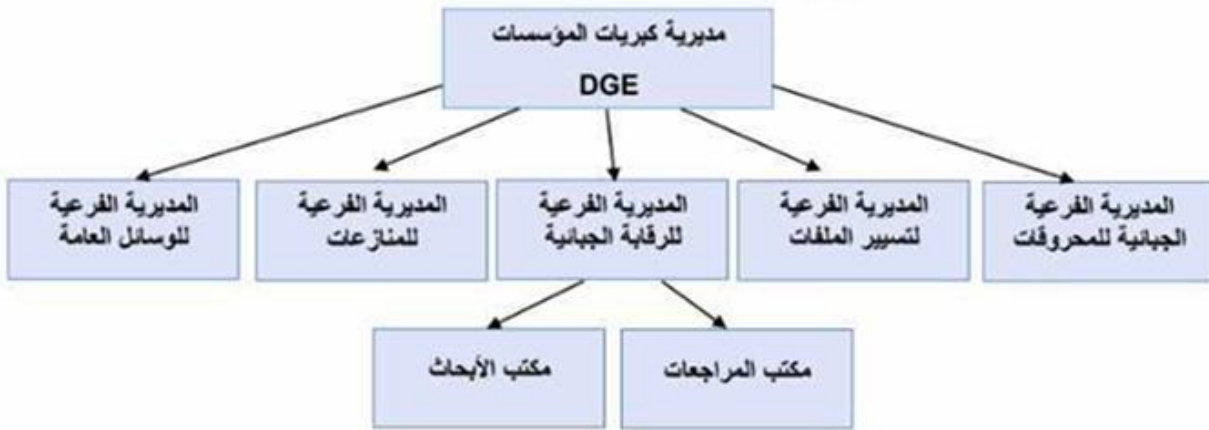 مديرية كبريات المؤسسات
DGE
المديرية الفرعية
الجبائية للمحروقات
المديرية الفرعية
لتسيير الملفات
المديرية الفرعية
للرقابة الجبائية
المديرية الفرعية
للمنازعات
المديرية الفرعية
للوسائل العامة
مكتب المراجعات
مكتب الأبحاث